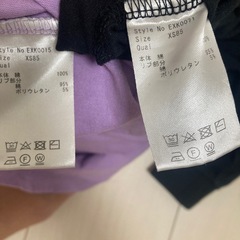 Style No EXK0015
Size XS85
Qual
本体 綿 100%
リブ部分
綿 95
ポリウレタン 5%
Style No EXK0015
Size XS85
Qual
本体 綿
リブ部分
綿
ポリウレタン 5%